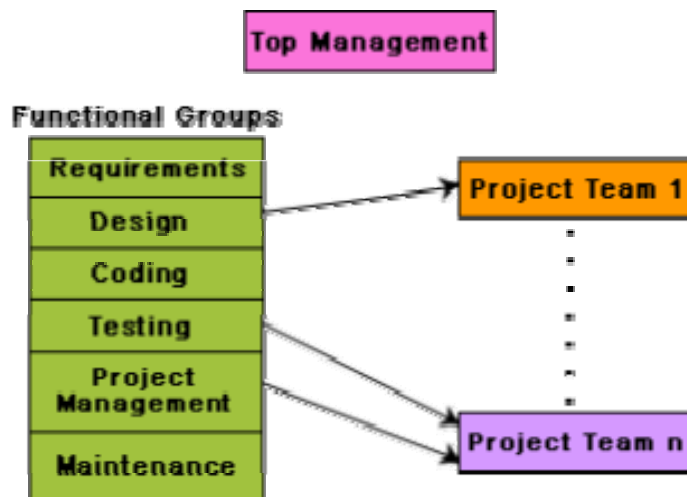 Top Management
Functional Groups
Requirements
Design
Coding
Testing
Project
Management
Maintenance
Project Team 1
Project Team n